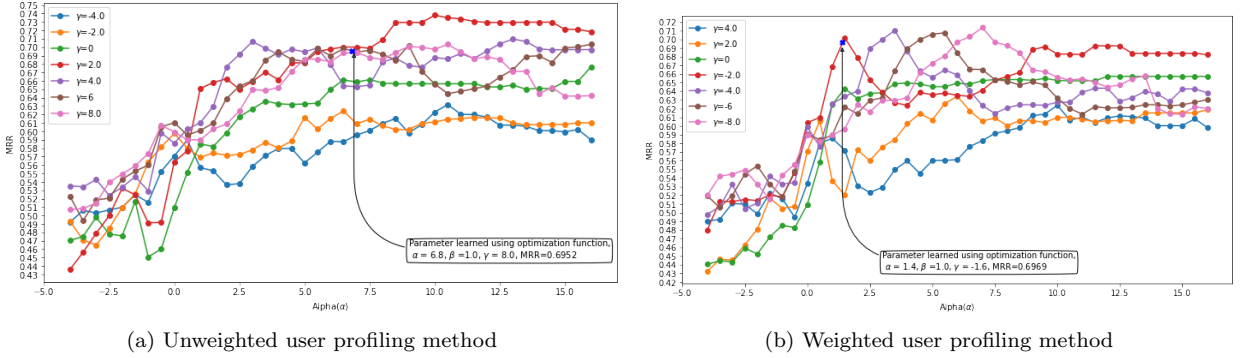 0.75
0.74
0.73
0.72
0.71
0.70
0.69
0.68
0.67
0.66
0.65
0.64
0.63
0.62
0.61
0.60
0.59
0.58
0.57
0.56
0.55
0.54
0.53
0.52
0.51
0.50
0.49
0.48
0.47
0.46
0.45
0.44
0.43
MRR
γ=-4.0
γ=-2.0
γ=0
γ=2.0
γ=4.0
γ=6
γ=8.0
Parameter learned using optimization function,
α = 6.8, β =1.0, γ = 8.0, MRR=0.6952
−5.0 −2.5 0.0 2.5 5.0 7.5 10.0 12.5 15.0
Alpha(α)
(a) Unweighted user profiling method
0.72
0.71
0.70
0.69
0.68
0.67
0.66
0.65
0.64
0.63
0.62
0.61
0.60
0.59
0.58
0.57
0.56
0.55
0.54
0.53
0.52
0.51
0.50
0.49
0.48
0.47
0.46
0.45
0.44
0.43
0.42
MRR
γ=4.0
γ=2.0
γ=0
γ=-2.0
γ=-4.0
γ=-6
γ=-8.0
Parameter learned using optimization function,
α = 1.4, β =1.0, γ = -1.6, MRR=0.6969
−5.0 −2.5 0.0 2.5 5.0 7.5 10.0 12.5 15.0
Alpha(α)
(b) Weighted user profiling method